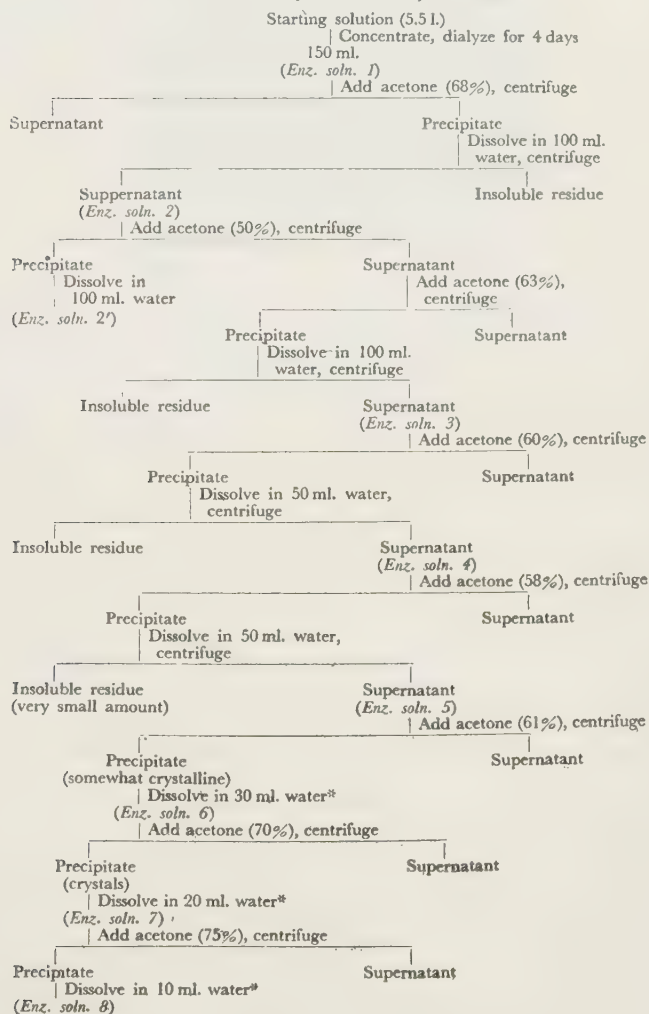 Starting solution (5.5 l.)
Concentrate, dialyze for 4 days
150 ml.
(Enz. soln. 1)
Add acetone (68%), centrifuge
Supernatant Precipitate
Dissolve in 100 ml.
water, centrifuge
Suppernatant Insoluble residue
(Enz. soln. 2)
Add acetone (50%), centrifuge
Precipitate Supernatant
Dissolve in Add acetone (63%),
100 ml. water centrifuge
(Enz. soln. 2')
Precipitate Supernatant
Dissolve in 100 ml.
water, centrifuge
Insoluble residue Supernatant
(Enz. soln. 3)
Add acetone (60%), centrifuge
Precipitate Supernatant
Dissolve in 50 ml. water,
centrifuge
Insoluble residue Supernatant
(Enz. soln. 4)
Add acetone (58%), centrifuge
Precipitate Supernatant
Dissolve in 50 ml. water,
centrifuge
Insoluble residue Supernatant
(very small amount) (Enz. soln. 5)
Add acetone (61%), centrifuge
Precipitate Supernatant
(somewhat crystalline)
Dissolve in 30 ml. water*
(Enz. soln. 6)
Add acetone (70%), centrifuge
Precipitate Supernatant
(crystals)
Dissolve in 20 ml. water*
(Enz. soln. 7)
Add acetone (75%), centrifuge
Precipitate Supernatant
Dissolve in 10 ml. water*
(Enz. soln. 8)